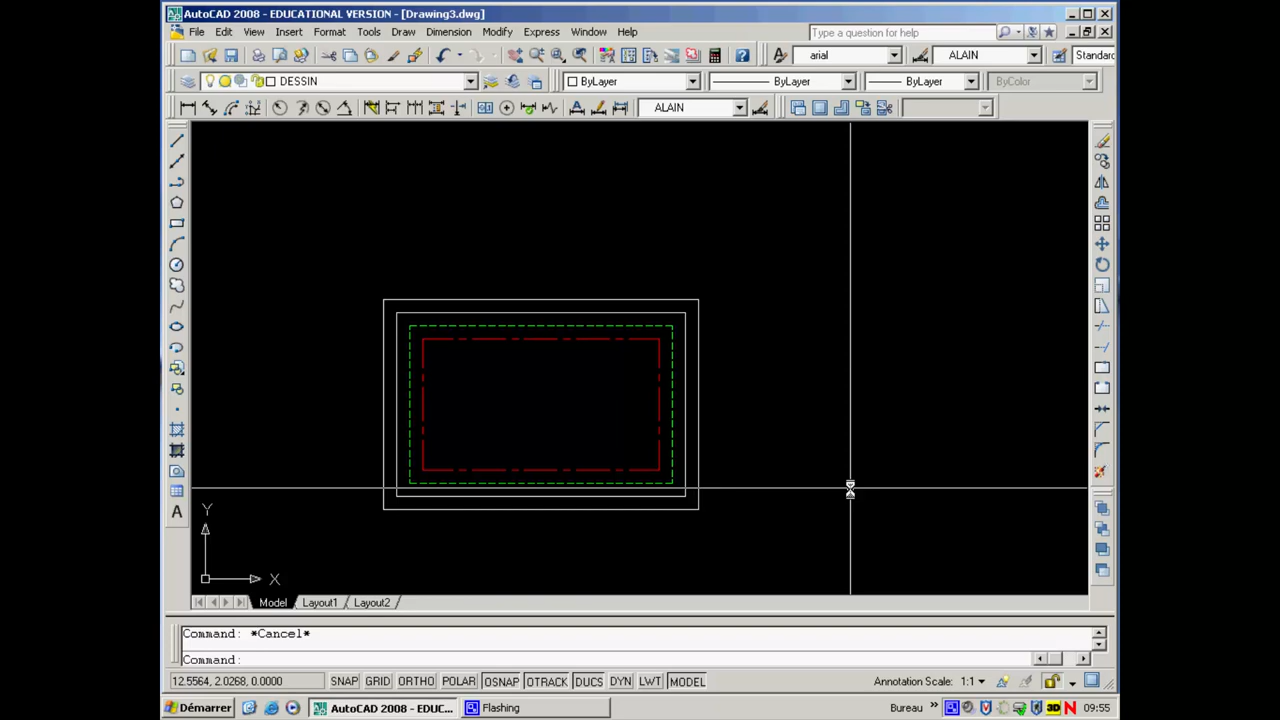 AutoCAD 2008 - EDUCATIONAL VERSION - [Drawing3.dwg]
File Edit View Insert Format Tools Draw Dimension Modify Express Window Help Type a question for help
arial ALAIN Standar
DESSIN ByLayer ByLayer ByLayer ByColor
ALAIN
Y
X
A
Model Layout1 Layout2
Command: *Cancel*
Command:
12.5564, 2.0268, 0.0000 SNAP GRID ORTHO POLAR OSNAP OTRACK DUCS DYN LWT MODEL Annotation Scale: 1:1
Démarrer AutoCAD 2008 - EDUC... Flashing Bureau » 3D N 09:55